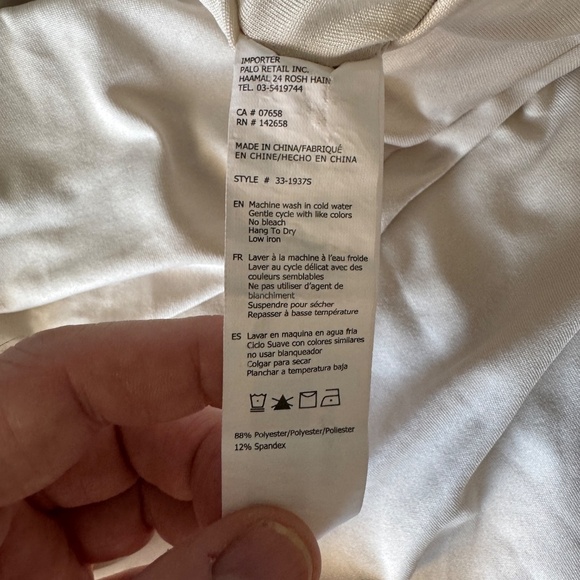 IMPORTER
PALO RETAIL INC.
HAAMAL 24 ROSH HAIN
TEL. 03-5419744
CA # 07658
RN # 142658
MADE IN CHINA/FABRIQUÉ
EN CHINE/HECHO EN CHINA
STYLE # 33-1937S
EN Machine wash in cold water
Gentle cycle with like colors
No bleach
Hang To Dry
Low iron
FR Laver à la machine à l'eau froide
Laver au cycle délicat avec des
couleurs semblables
Ne pas utiliser d'agent de
blanchiment
Suspendre pour sécher
Repasser à basse température
ES Lavar en maquina en agua fria
Ciclo Suave con colores similares
no usar blanqueador
Colgar para secar
Planchar a temperatura baja
88% Polyester/Polyester/Poliester
12% Spandex